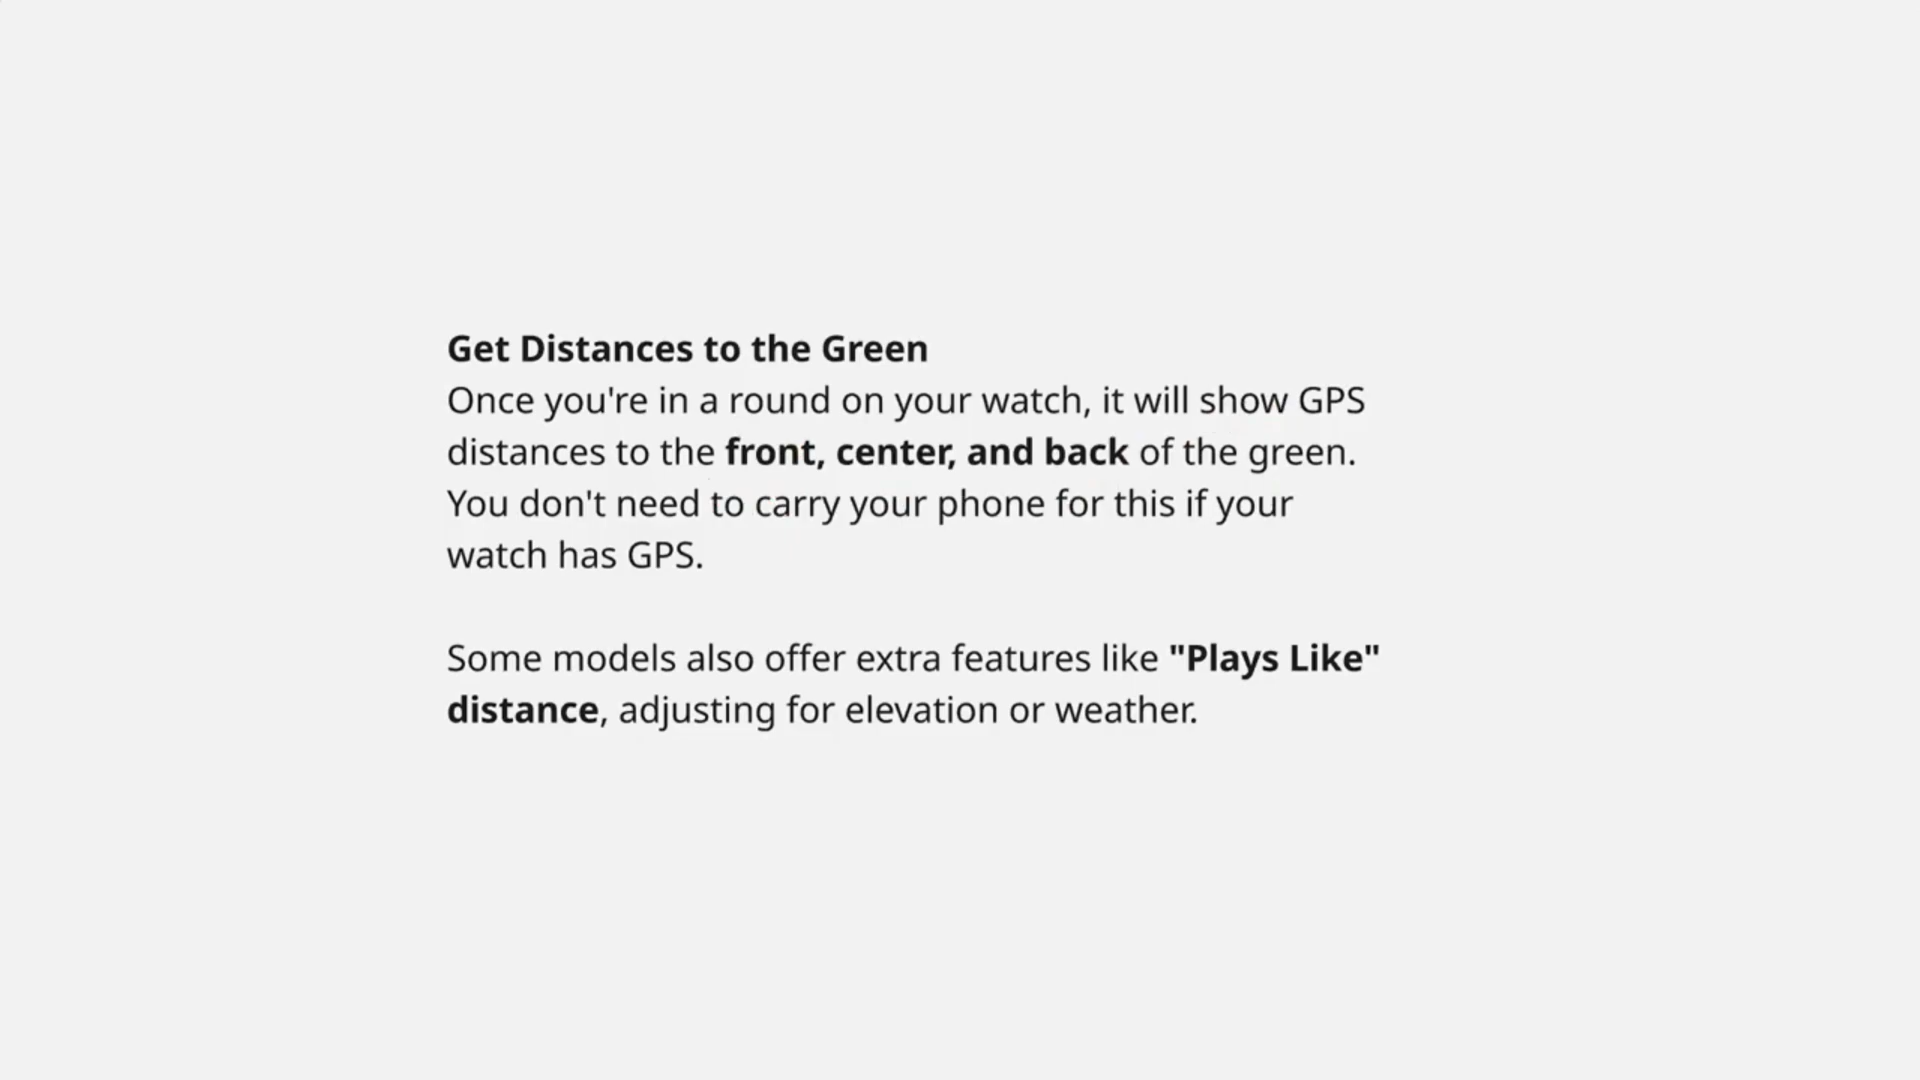 Get Distances to the Green
Once you're in a round on your watch, it will show GPS
distances to the front, center, and back of the green.
You don't need to carry your phone for this if your
watch has GPS.
Some models also offer extra features like "Plays Like"
distance, adjusting for elevation or weather.